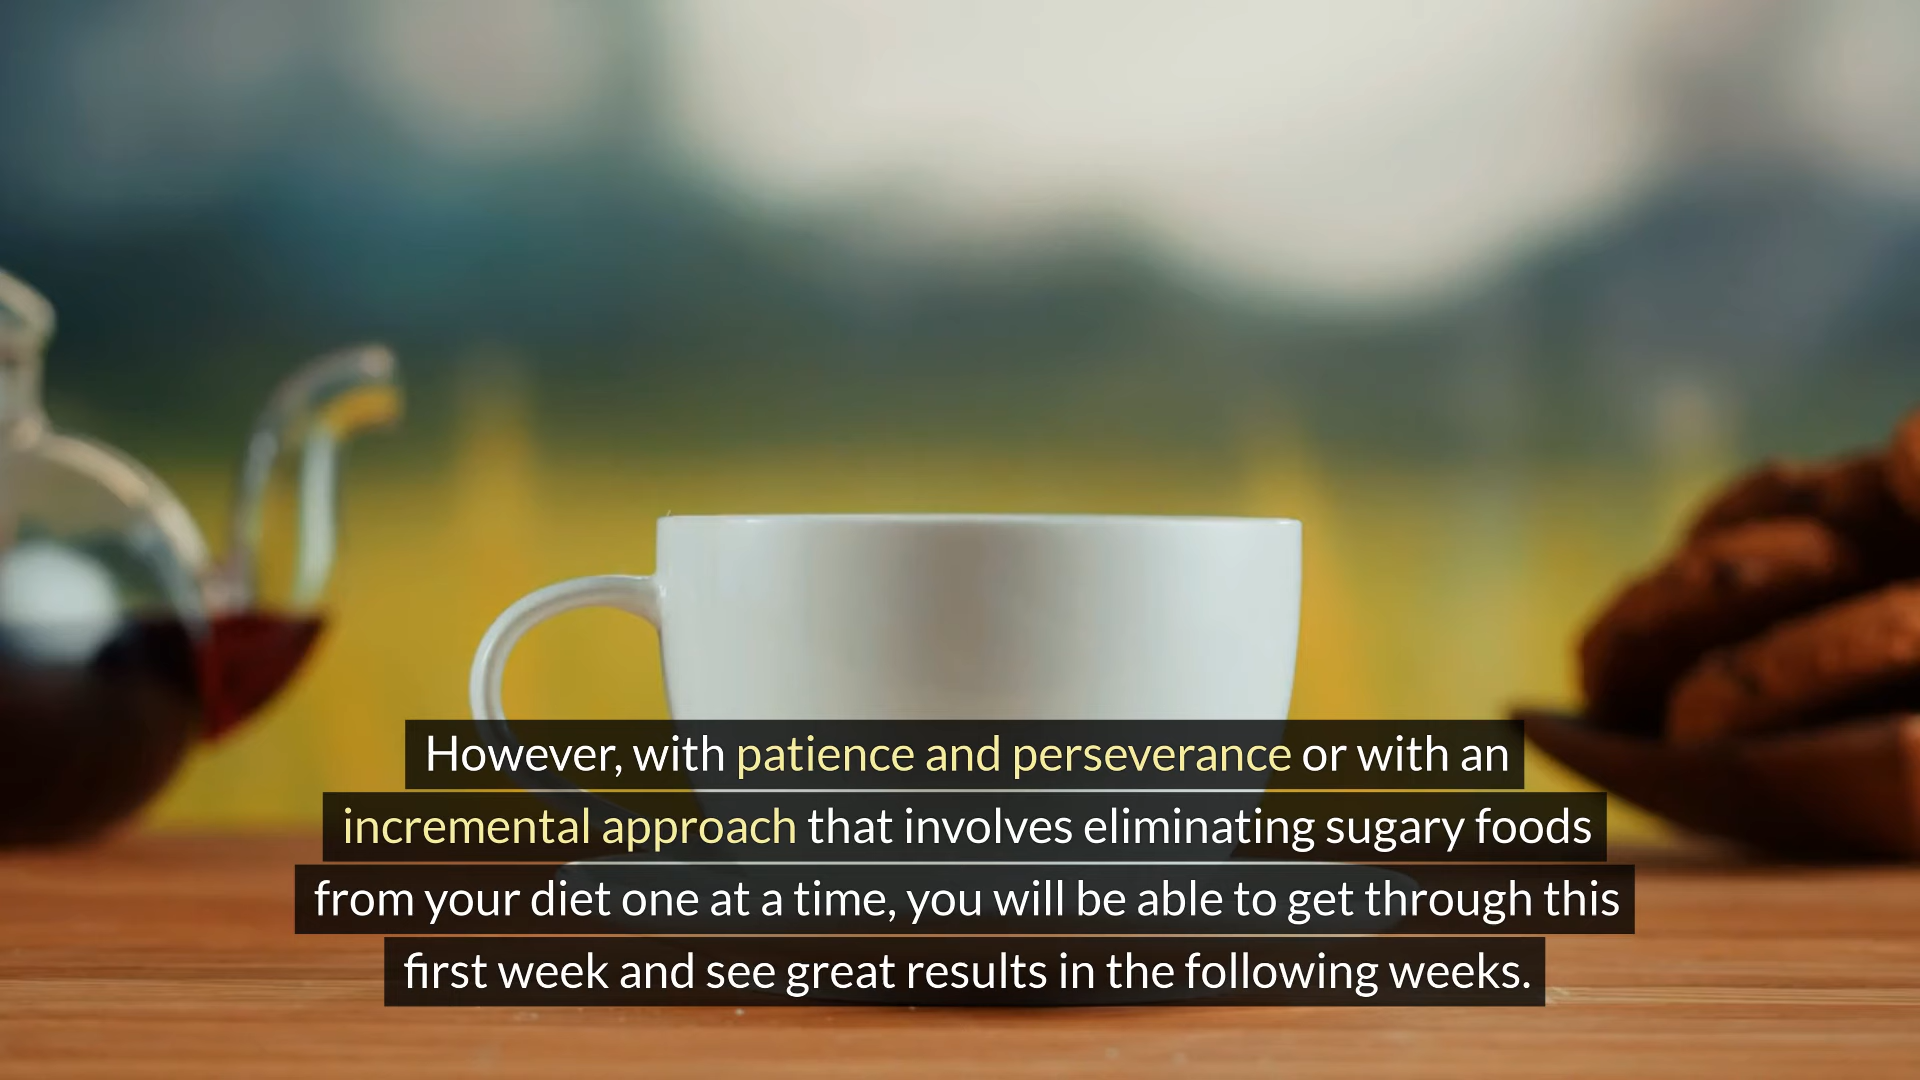 However, with patience and perseverance or with an
incremental approach that involves eliminating sugary foods
from your diet one at a time, you will be able to get through this
first week and see great results in the following weeks.